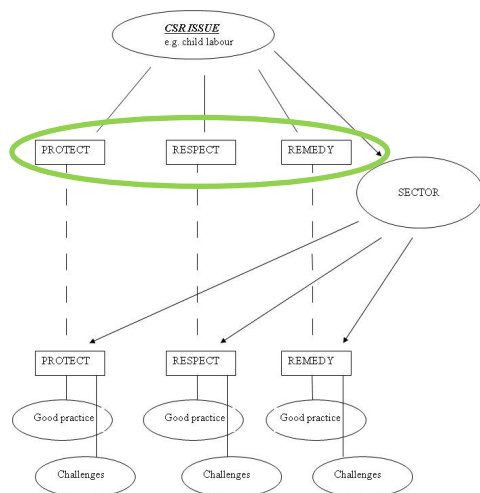 CSR ISSUE
e.g. child labour
PROTECT
RESPECT
REMEDY
SECTOR
PROTECT
RESPECT
REMEDY
Good practice
Good practice
Good practice
Challenges
Challenges
Challenges